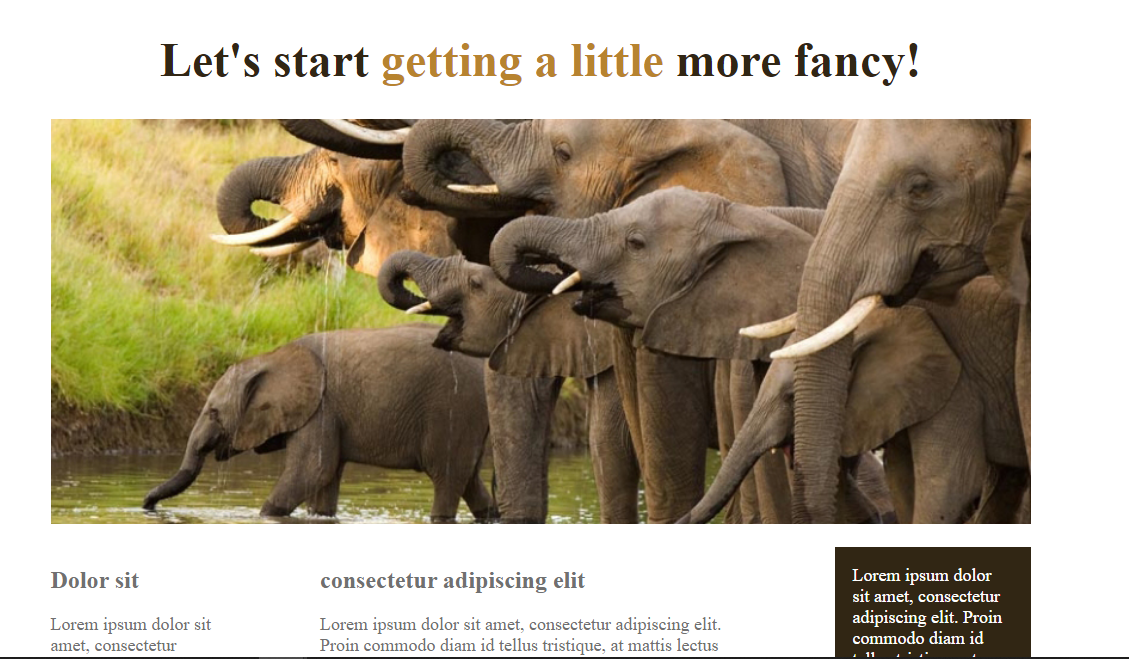 Let's start getting a little more fancy!
Dolor sit
Lorem ipsum dolor sit
amet, consectetur
consectetur adipiscing elit
Lorem ipsum dolor sit amet, consectetur adipiscing elit.
Proin commodo diam id tellus tristique, at mattis lectus
Lorem ipsum dolor
sit amet, consectetur
adipiscing elit. Proin
commodo diam id